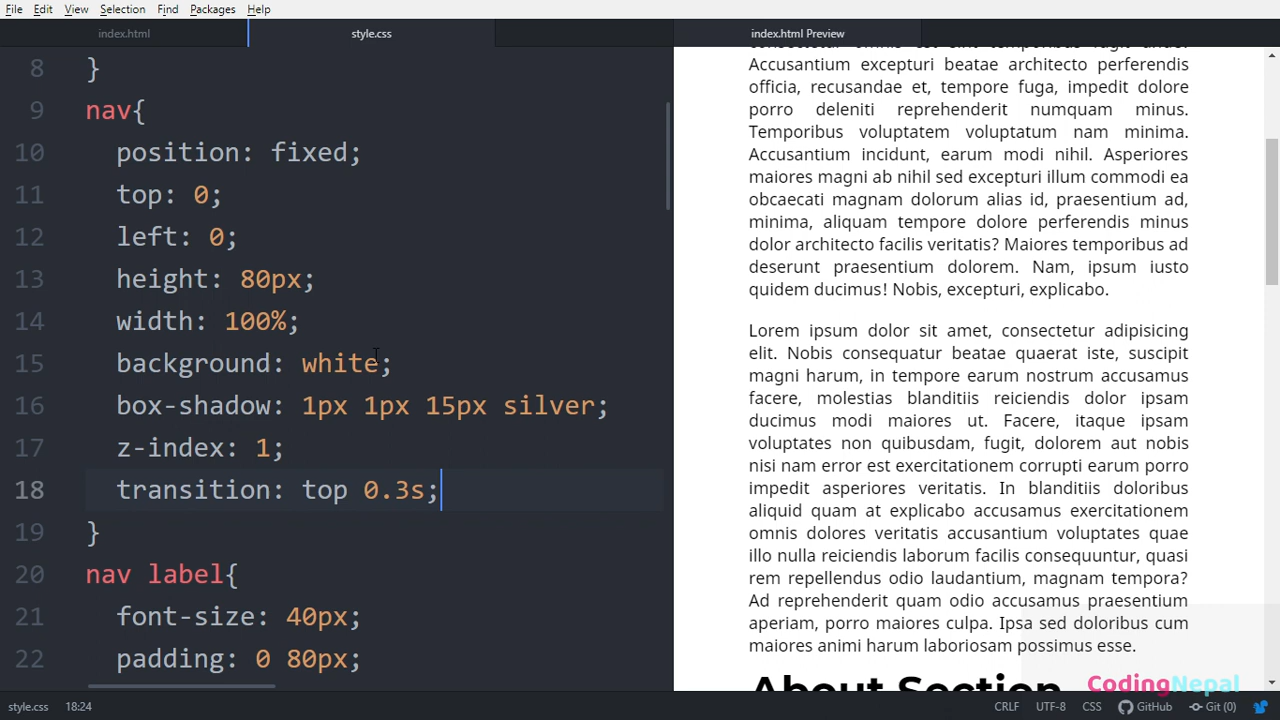 File Edit View Selection Find Packages Help
index.html style.css index.html Preview
8 }
9 nav{
10 position: fixed;
11 top: 0;
12 left: 0;
13 height: 80px;
14 width: 100%;
15 background: white;
16 box-shadow: 1px 1px 15px silver;
17 z-index: 1;
18 transition: top 0.3s;
19 }
20 nav label{
21 font-size: 40px;
22 padding: 0 80px;
Accusantium excepturi beatae architecto perferendis
officia, recusandae et, tempore fuga, impedit dolore
porro deleniti reprehenderit numquam minus.
Temporibus voluptatem voluptatum nam minima.
Accusantium incidunt, earum modi nihil. Asperiores
maiores magni ab nihil sed excepturi illum commodi ea
obcaecati magnam dolorum alias id, praesentium ad,
minima, aliquam tempore dolore perferendis minus
dolor architecto facilis veritatis? Maiores temporibus ad
deserunt praesentium dolorem. Nam, ipsum iusto
quidem ducimus! Nobis, excepturi, explicabo.
Lorem ipsum dolor sit amet, consectetur adipisicing
elit. Nobis consequatur beatae quaerat iste, suscipit
magni harum, in tempore earum nostrum accusamus
facere, molestias blanditiis reiciendis dolor ipsam
ducimus modi maiores ut. Facere, itaque ipsam
voluptates non quibusdam, fugit, dolorem aut nobis
nisi nam error est exercitationem corrupti earum porro
impedit asperiores veritatis. In blanditiis doloribus
aliquid quam at explicabo accusamus exercitationem
omnis dolores veritatis accusantium voluptates quae
illo nulla reiciendis laborum facilis consequuntur, quasi
rem repellendus odio laudantium, magnam tempora?
Ad reprehenderit quam odio accusamus praesentium
aperiam, porro maiores culpa. Ipsa sed doloribus cum
maiores animi harum laboriosam possimus esse.
About Section
CodingNepal
style.css 18:24 CRLF UTF-8 CSS GitHub Git (0)